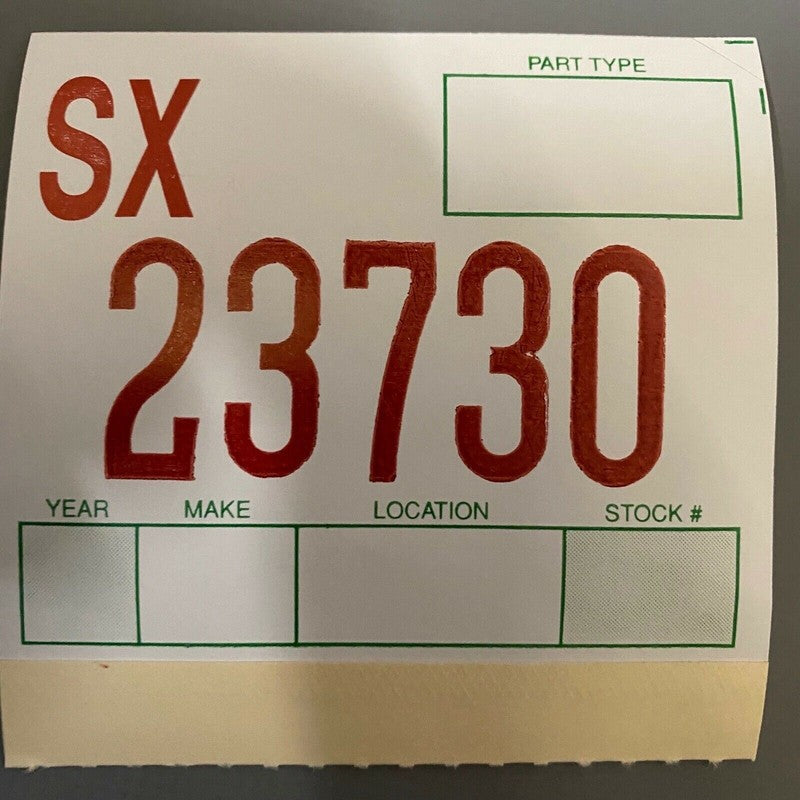 PART TYPE
SX
23730
YEAR MAKE LOCATION STOCK #